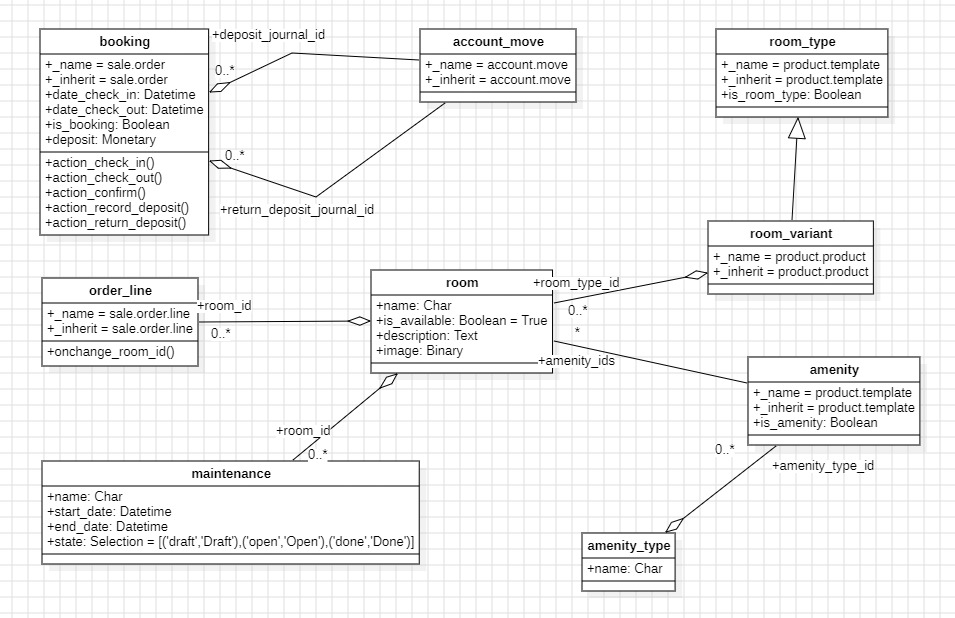 booking
+_name = sale.order
+_inherit = sale.order
+date_check_in: Datetime
+date_check_out: Datetime
+is_booking: Boolean
+deposit: Monetary
+action_check_in()
+action_check_out()
+action_confirm()
+action_record_deposit()
+action_return_deposit()
+deposit_journal_id
0..*
0..*
+return_deposit_journal_id
account_move
+_name = account.move
+_inherit = account.move
room_type
+_name = product.template
+_inherit = product.template
+is_room_type: Boolean
room_variant
+_name = product.product
+_inherit = product.product
order_line
+_name = sale.order.line
+_inherit = sale.order.line
+onchange_room_id()
+room_id
0..*
room
+name: Char
+is_available: Boolean = True
+description: Text
+image: Binary
+room_type_id
0..*
*
+amenity_ids
amenity
+_name = product.template
+_inherit = product.template
+is_amenity: Boolean
+room_id
0..*
maintenance
+name: Char
+start_date: Datetime
+end_date: Datetime
+state: Selection = [('draft','Draft'),('open','Open'),('done','Done')]
0..*
+amenity_type_id
amenity_type
+name: Char